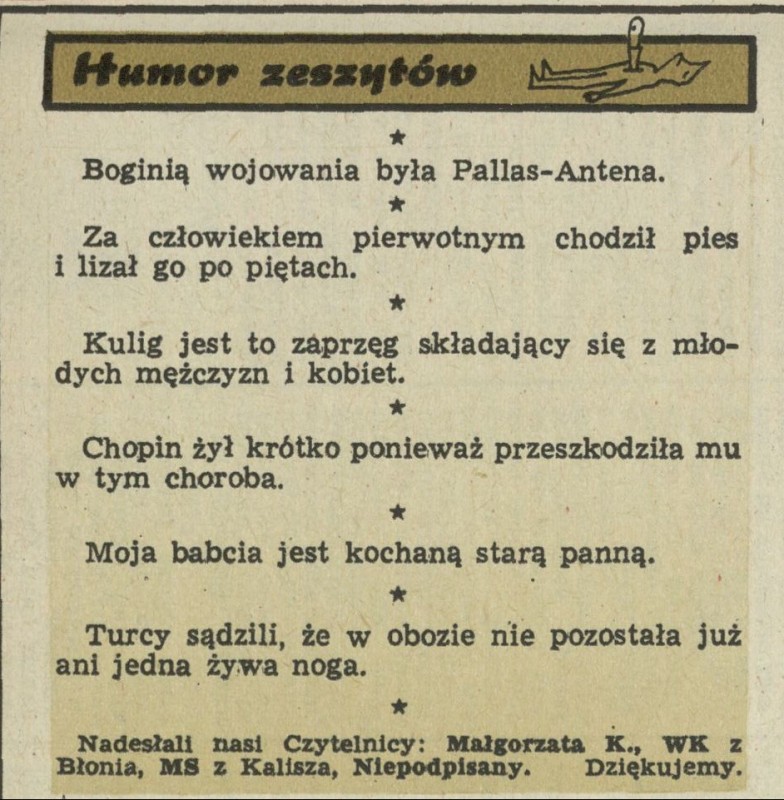 Humor zeszytów
★
Boginią wojowania była Pallas-Antena.
★
Za człowiekiem pierwotnym chodził pies
i lizał go po piętach.
★
Kulig jest to zaprzęg składający się z mło-
dych mężczyzn i kobiet.
★
Chopin żył krótko ponieważ przeszkodziła mu
w tym choroba.
★
Moja babcia jest kochaną starą panną.
★
Turcy sądzili, że w obozie nie pozostała już
ani jedna żywa noga.
★
Nadesłali nasi Czytelnicy: Małgorzata K., WK z
Błonia, MS z Kalisza, Niepodpisany. Dziękujemy.